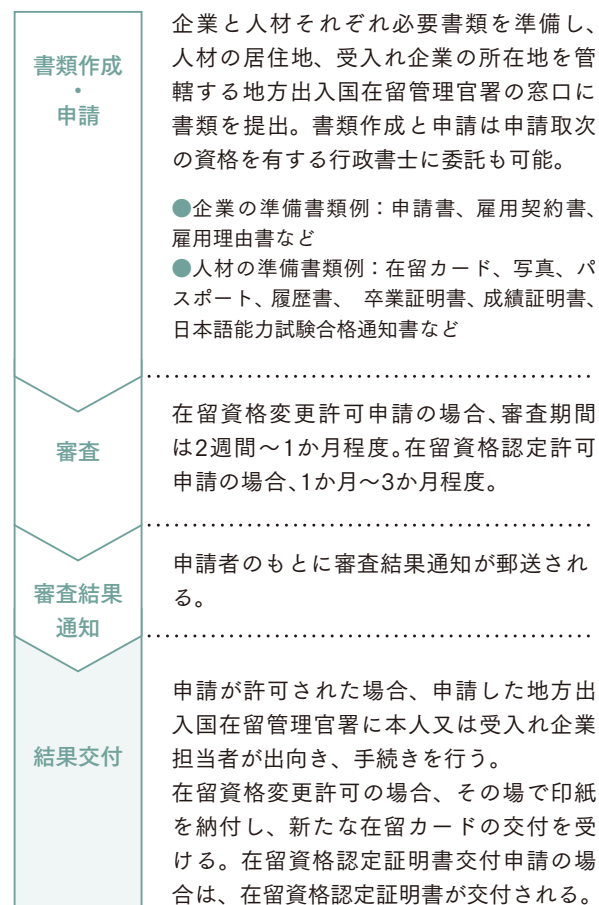 書類作成
・
申請
企業と人材それぞれ必要書類を準備し、
人材の居住地、受入れ企業の所在地を管
轄する地方出入国在留管理官署の窓口に
書類を提出。書類作成と申請は申請取次
の資格を有する行政書士に委託も可能。
●企業の準備書類例：申請書、雇用契約書、
雇用理由書など
●人材の準備書類例：在留カード、写真、パ
スポート、履歴書、 卒業証明書、成績証明書、
日本語能力試験合格通知書など
審査
在留資格変更許可申請の場合、審査期間
は2週間～1か月程度。在留資格認定許可
申請の場合、1か月～3か月程度。
審査結果
通知
申請者のもとに審査結果通知が郵送され
る。
結果交付
申請が許可された場合、申請した地方出
入国在留管理官署に本人又は受入れ企業
担当者が出向き、手続きを行う。
在留資格変更許可の場合、その場で印紙
を納付し、新たな在留カードの交付を受
ける。在留資格認定証明書交付申請の場
合は、在留資格認定証明書が交付される。